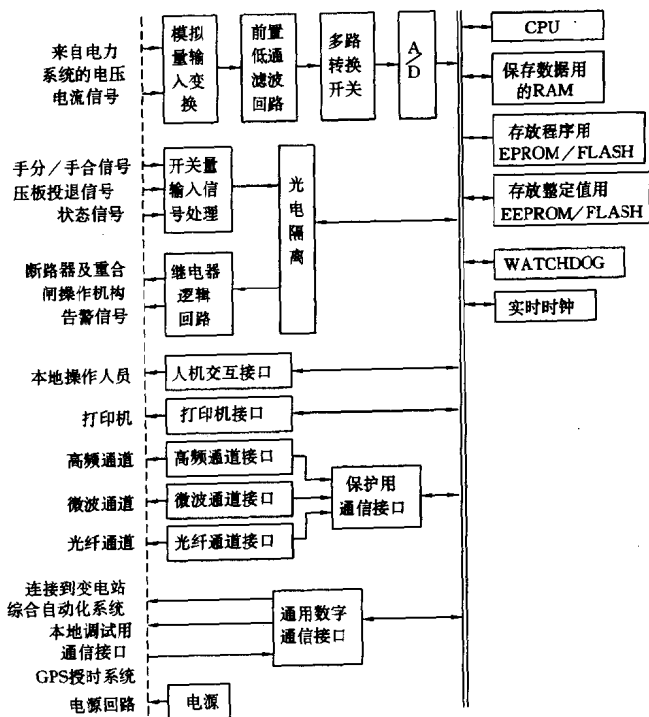 来自电力
系统的电压
电流信号
模拟
量输
入变
换
前置
低通
滤波
回路
多路
转换
开关
A/D
CPU
保存数据用
的RAM
存放程序用
EPROM/FLASH
存放整定值用
EEPROM/FLASH
WATCHDOG
实时时钟
手分/手合信号
压板投退信号
状态信号
开关量
输入信
号处理
光
电
隔
离
断路器及重合
闸操作机构
告警信号
继电器
逻辑
回路
本地操作人员
人机交互接口
打印机
打印机接口
高频通道
高频通道接口
微波通道
微波通道接口
光纤通道
光纤通道接口
保护用
通信接口
连接到变电站
综合自动化系统
本地调试用
通信接口
GPS授时系统
通用数字
通信接口
电源回路
电源